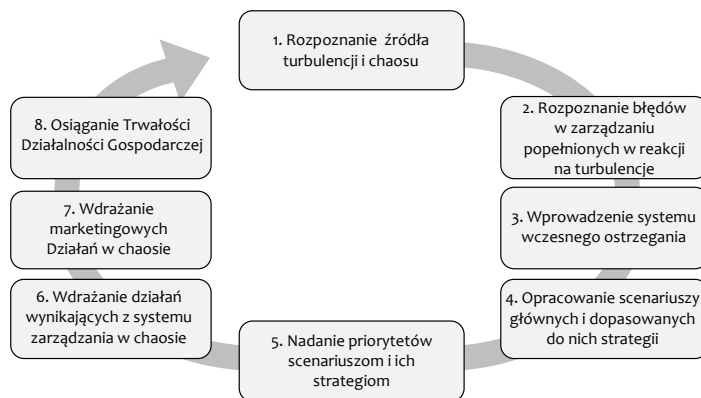 1. Rozpoznanie źródła
turbulencji i chaosu
2. Rozpoznanie błędów
w zarządzaniu
popełnionych w reakcji
na turbulencje
3. Wprowadzenie systemu
wczesnego ostrzegania
4. Opracowanie scenariuszy
głównych i dopasowanych
do nich strategii
5. Nadanie priorytetów
scenariuszom i ich
strategiom
6. Wdrażanie działań
wynikających z systemu
zarządzania w chaosie
7. Wdrażanie
marketingowych
Działań w chaosie
8. Osiąganie Trwałości
Działalności Gospodarczej